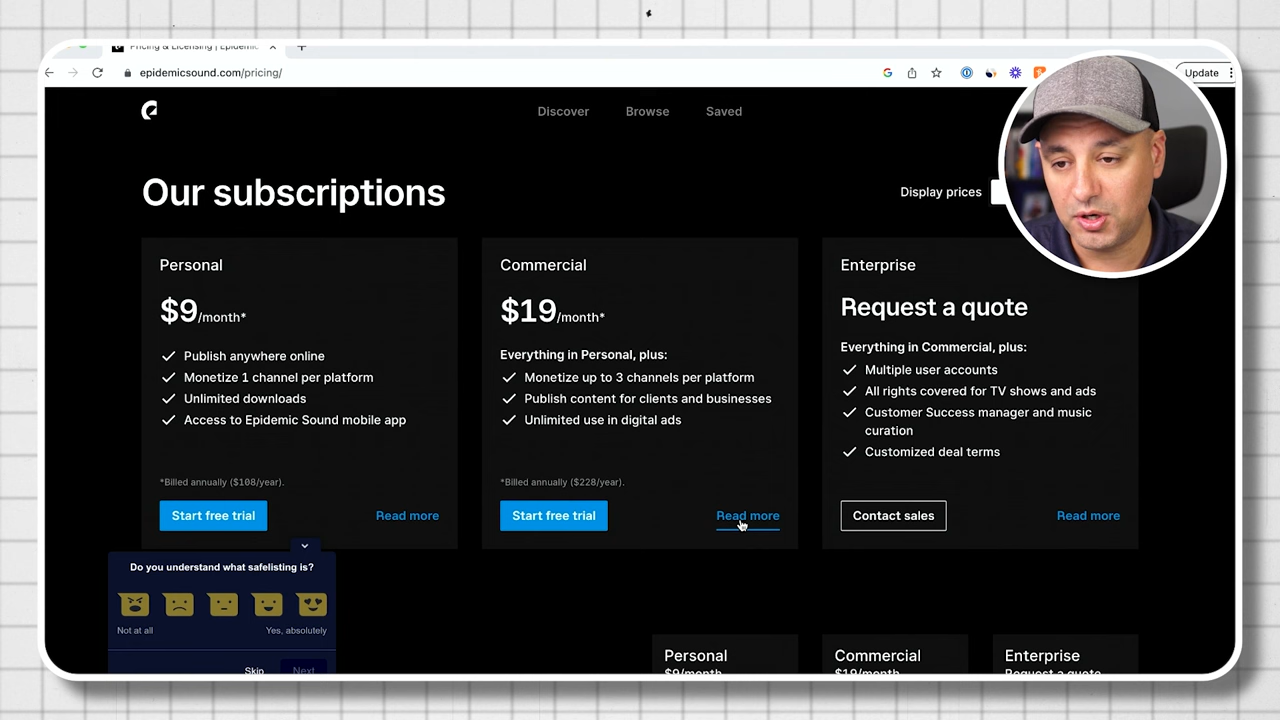 Pricing & Licensing | Epidemic
epidemicsound.com/pricing/
Update
Discover
Browse
Saved
Our subscriptions
Display prices
Personal
$9/month*
Publish anywhere online
Monetize 1 channel per platform
Unlimited downloads
Access to Epidemic Sound mobile app
*Billed annually ($108/year).
Start free trial
Read more
Commercial
$19/month*
Everything in Personal, plus:
Monetize up to 3 channels per platform
Publish content for clients and businesses
Unlimited use in digital ads
*Billed annually ($228/year).
Start free trial
Read more
Enterprise
Request a quote
Everything in Commercial, plus:
Multiple user accounts
All rights covered for TV shows and ads
Customer Success manager and music
curation
Customized deal terms
Contact sales
Read more
Do you understand what safelisting is?
Not at all
Yes, absolutely
Skip
Next
Personal
$9/month
Commercial
$19/month
Enterprise
Request a quote